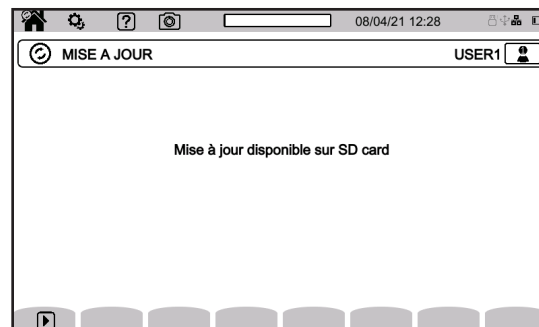 08/04/21 12:28
MISE A JOUR
USER1
Mise à jour disponible sur SD card